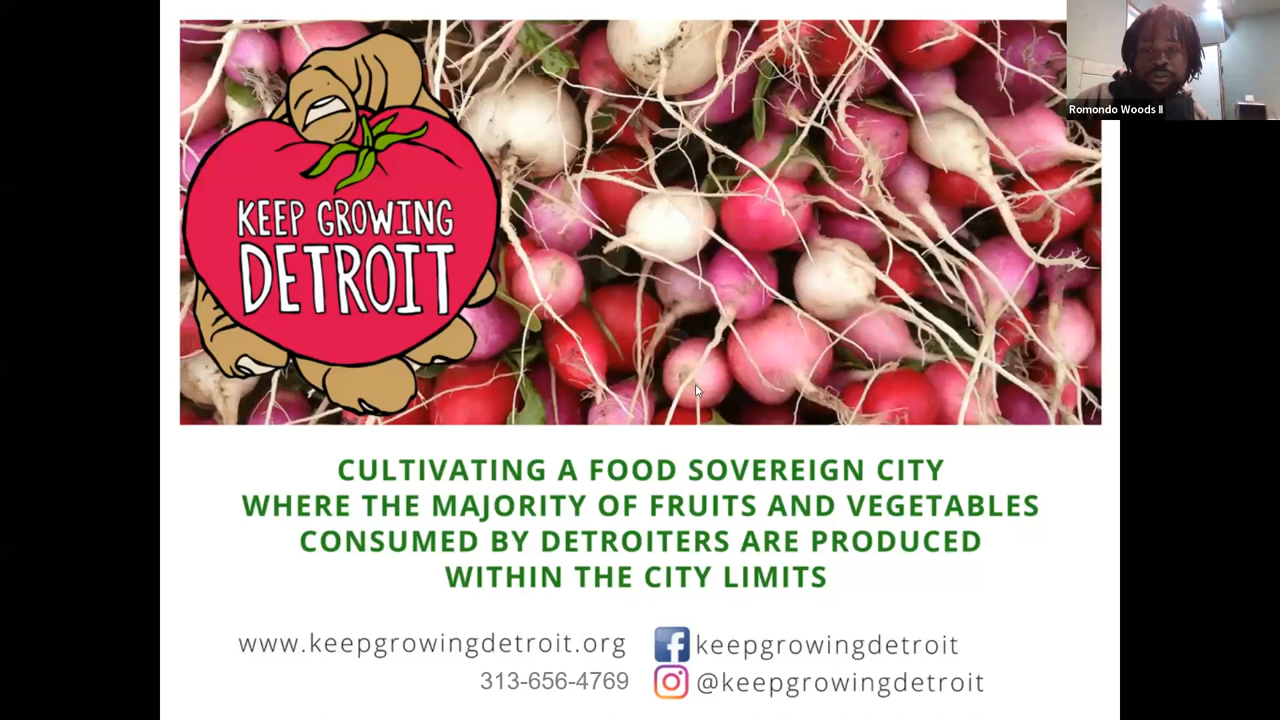 Romondo Woods II
KEEP GROWING
DETROIT
CULTIVATING A FOOD SOVEREIGN CITY
WHERE THE MAJORITY OF FRUITS AND VEGETABLES
CONSUMED BY DETROITERS ARE PRODUCED
WITHIN THE CITY LIMITS
www.keepgrowingdetroit.org
313-656-4769
keepgrowingdetroit
@keepgrowingdetroit